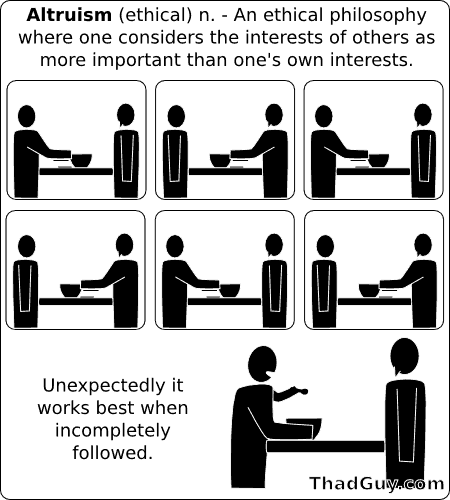 Altruism (ethical) n. - An ethical philosophy
where one considers the interests of others as
more important than one's own interests.
Unexpectedly it
works best when
incompletely
followed.
ThadGuy.com